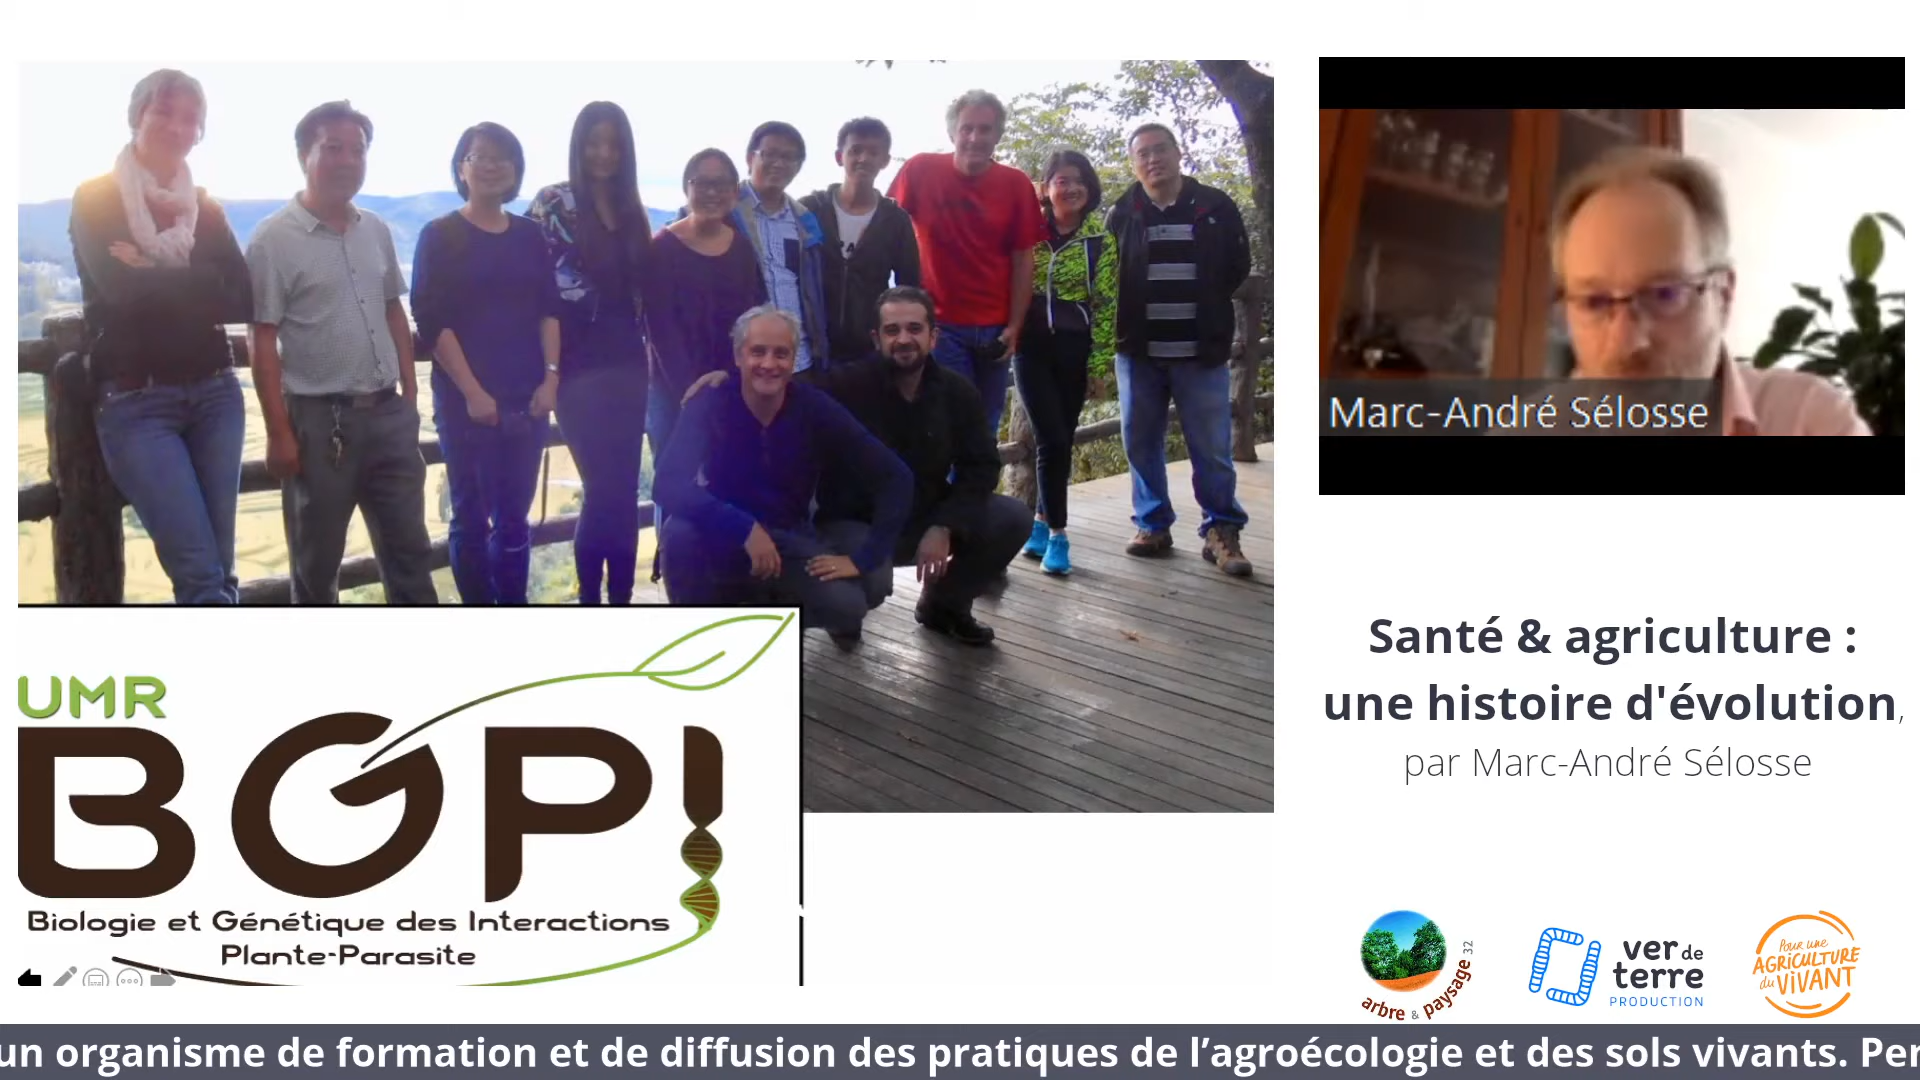 UMR
BGPI
Biologie et Génétique des Interactions
Plante-Parasite
Marc-André Sélosse
Santé & agriculture :
une histoire d'évolution,
par Marc-André Sélosse
arbre & paysage 32
ver de
terre
PRODUCTION
Pour une
AGRICULTURE
du VIVANT
un organisme de formation et de diffusion des pratiques de l’agroécologie et des sols vivants. Per